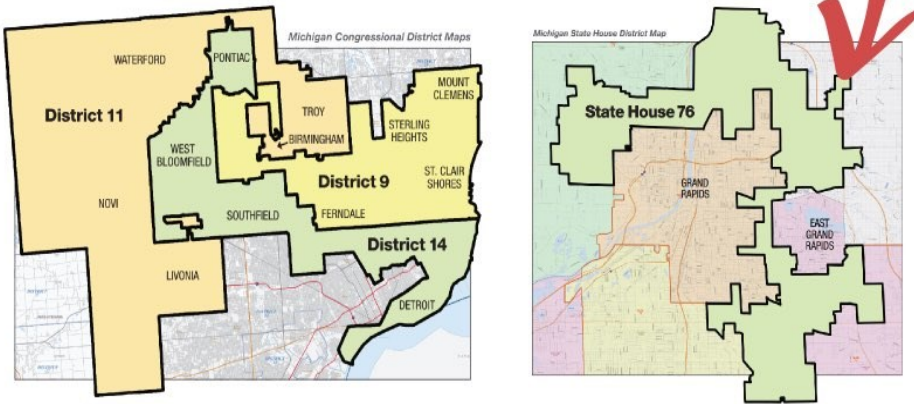 Michigan Congressional District Maps
WATERFORD
PONTIAC
MOUNT
CLEMENS
District 11
TROY
BIRMINGHAM
STERLING
HEIGHTS
WEST
BLOOMFIELD
District 9
ST. CLAIR
SHORES
NOVI
SOUTHFIELD
FERNDALE
District 14
LIVONIA
DETROIT
Michigan State House District Map
State House 76
GRAND
RAPIDS
EAST
GRAND
RAPIDS